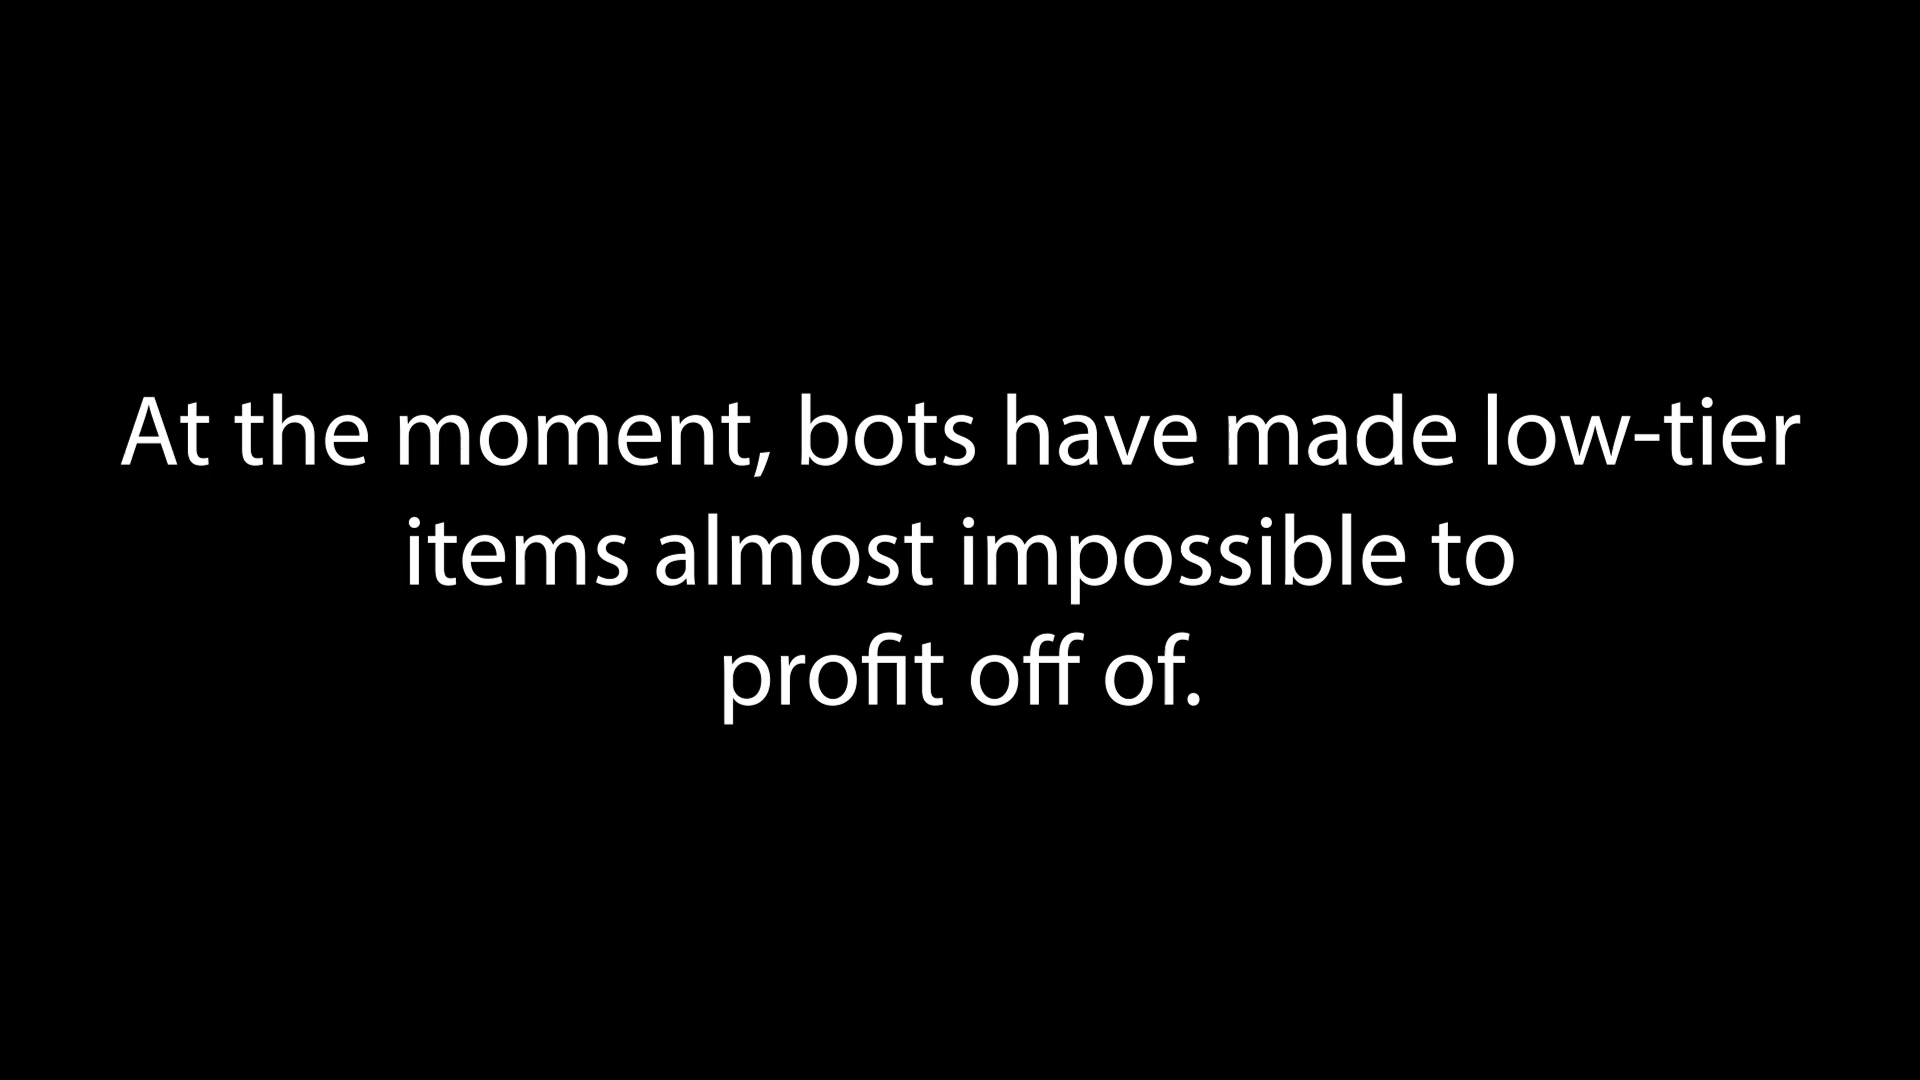 At the moment, bots have made low-tier
items almost impossible to
profit off of.